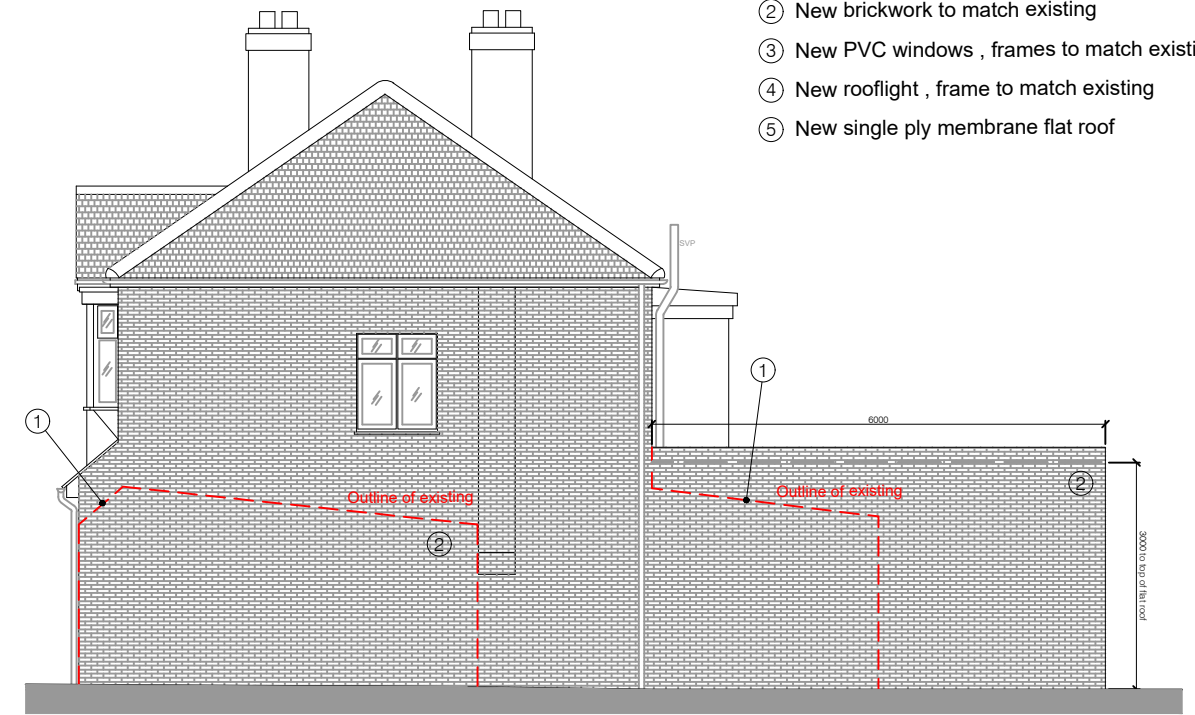 ② New brickwork to match existing
③ New PVC windows , frames to match existi
④ New rooflight , frame to match existing
⑤ New single ply membrane flat roof
SVP
1
1
6000
Outline of existing
2
Outline of existing
2
3000 to top of flat roof